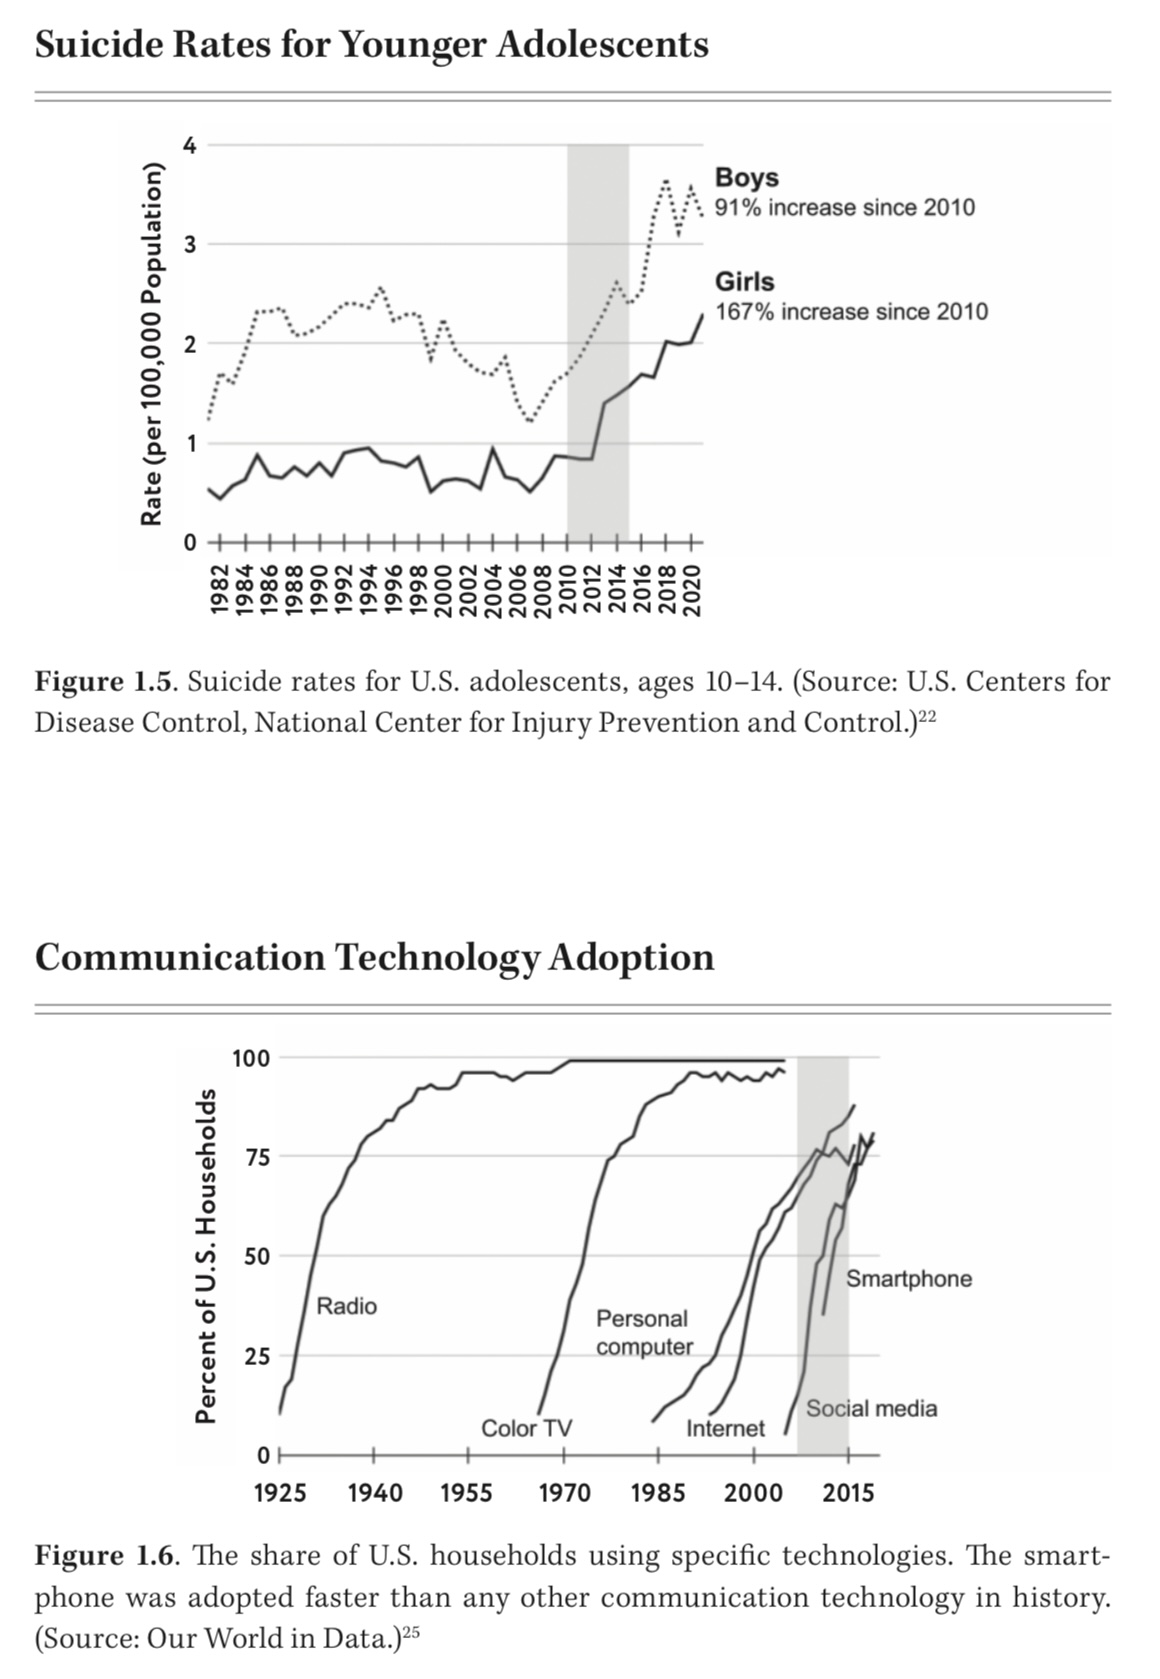 Suicide Rates for Younger Adolescents
4
3
2
1
0
Rate (per 100,000 Population)
Boys
91% increase since 2010
Girls
167% increase since 2010
1982
1984
1986
1988
1990
1992
1994
1996
1998
2000
2002
2004
2006
2008
2010
2012
2014
2016
2018
2020
Figure 1.5. Suicide rates for U.S. adolescents, ages 10–14. (Source: U.S. Centers for
Disease Control, National Center for Injury Prevention and Control.)22
Communication Technology Adoption
100
75
50
25
0
Percent of U.S. Households
Radio
Color TV
Personal
computer
Internet
Smartphone
Social media
1925
1940
1955
1970
1985
2000
2015
Figure 1.6. The share of U.S. households using specific technologies. The smart-
phone was adopted faster than any other communication technology in history.
(Source: Our World in Data.)25